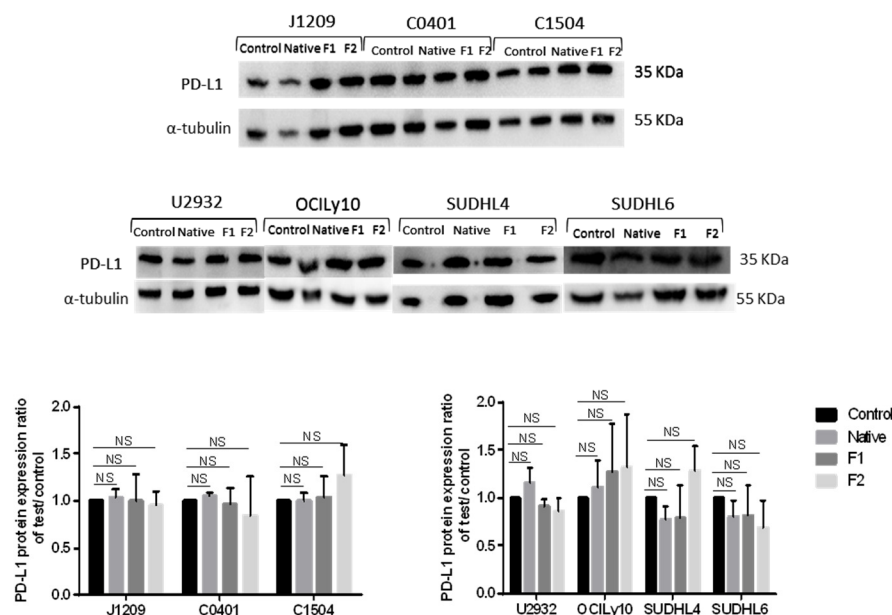 J1209 C0401 C1504
Control Native F1 F2 Control Native F1 F2 Control Native F1 F2
PD-L1 35 KDa
α-tubulin 55 KDa
U2932 OCILy10 SUDHL4 SUDHL6
Control Native F1 F2 Control Native F1 F2 Control Native F1 F2 Control Native F1 F2
PD-L1 35 KDa
α-tubulin 55 KDa
PD-L1 protein expression ratio
of test/ control
2.0
1.5
1.0
0.5
0.0
NS NS NS
NS NS NS
NS NS NS
J1209 C0401 C1504
PD-L1 protein expression ratio
of test/ control
2.0
1.5
1.0
0.5
0.0
NS NS NS NS
NS NS NS NS
NS NS NS NS
U2932 OCILy10 SUDHL4 SUDHL6
Control
Native
F1
F2